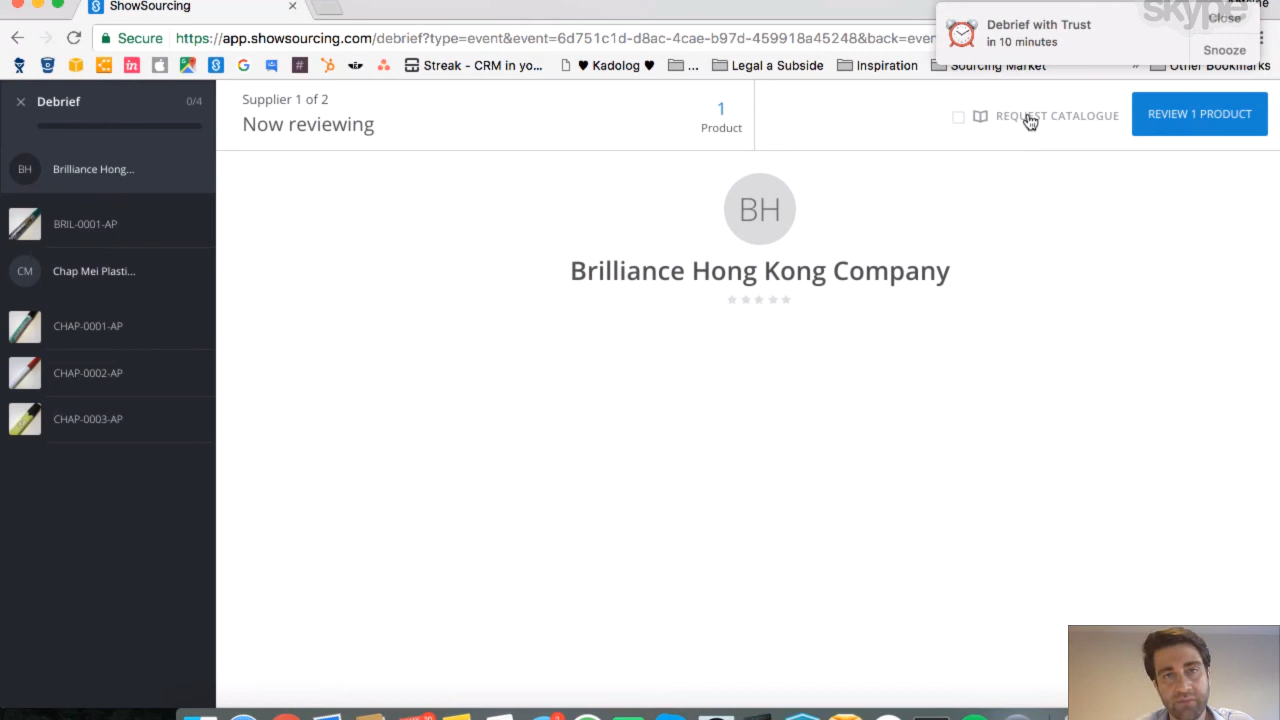 ShowSourcing
skype
Debrief with Trust
in 10 minutes
Close
Snooze
Secure
https://app.showsourcing.com/debrief?type=event&event=6d751c1d-d8ac-4cae-b97d-459918a45248&back=even
Streak - CRM in yo...
♥ Kadolog ♥
...
Legal a Subside
Inspiration
Sourcing Market
»
Other Bookmarks
Debrief
0/4
Supplier 1 of 2
Now reviewing
1
Product
REQUEST CATALOGUE
REVIEW 1 PRODUCT
BH
Brilliance Hong...
BRIL-0001-AP
CM
Chap Mei Plasti...
CHAP-0001-AP
CHAP-0002-AP
CHAP-0003-AP
BH
Brilliance Hong Kong Company